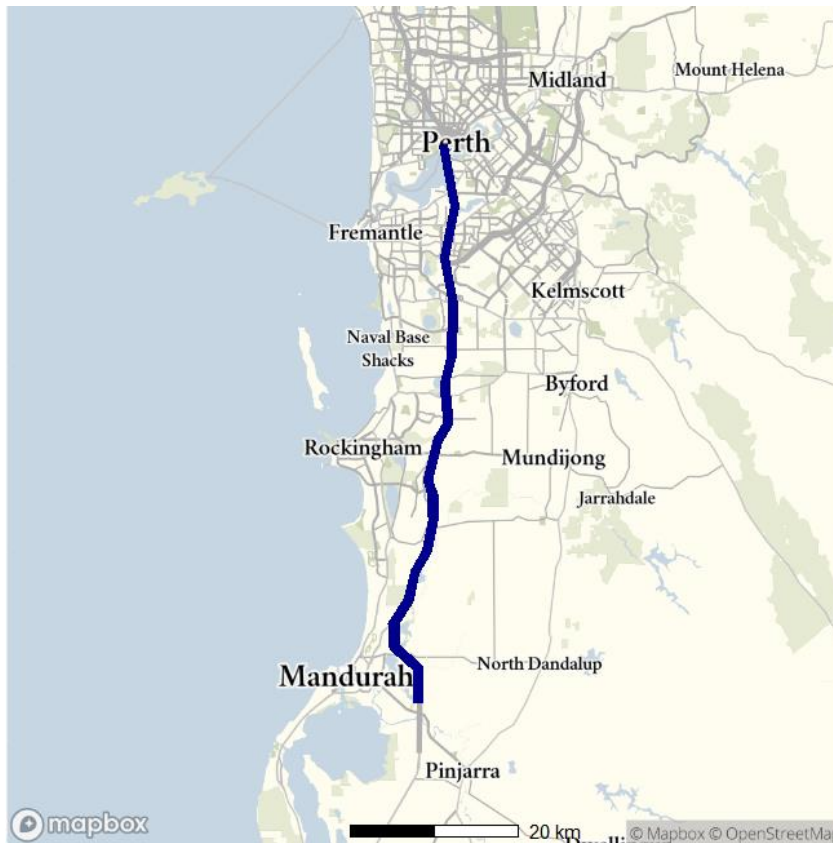 Midland
Mount Helena
Perth
Fremantle
Kelmscott
Naval Base
Shacks
Byford
Rockingham
Mundijong
Jarrahdale
North Dandalup
Mandurah
Pinjarra
mapbox
20 km
© Mapbox © OpenStreetMa